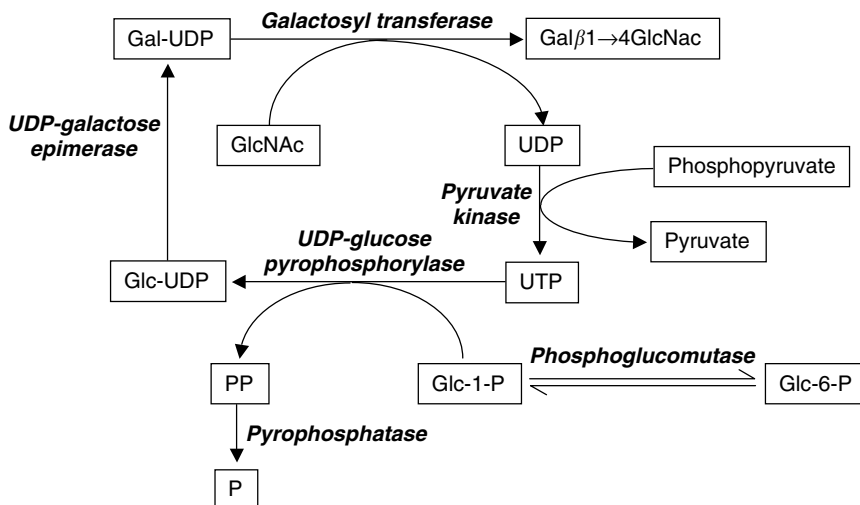 Galactosyl transferase
Gal-UDP
Galβ1→4GlcNac
UDP-galactose
epimerase
GlcNAc
UDP
Phosphopyruvate
Pyruvate
kinase
Pyruvate
UDP-glucose
pyrophosphorylase
Glc-UDP
UTP
Phosphoglucomutase
PP
Glc-1-P
Glc-6-P
Pyrophosphatase
P